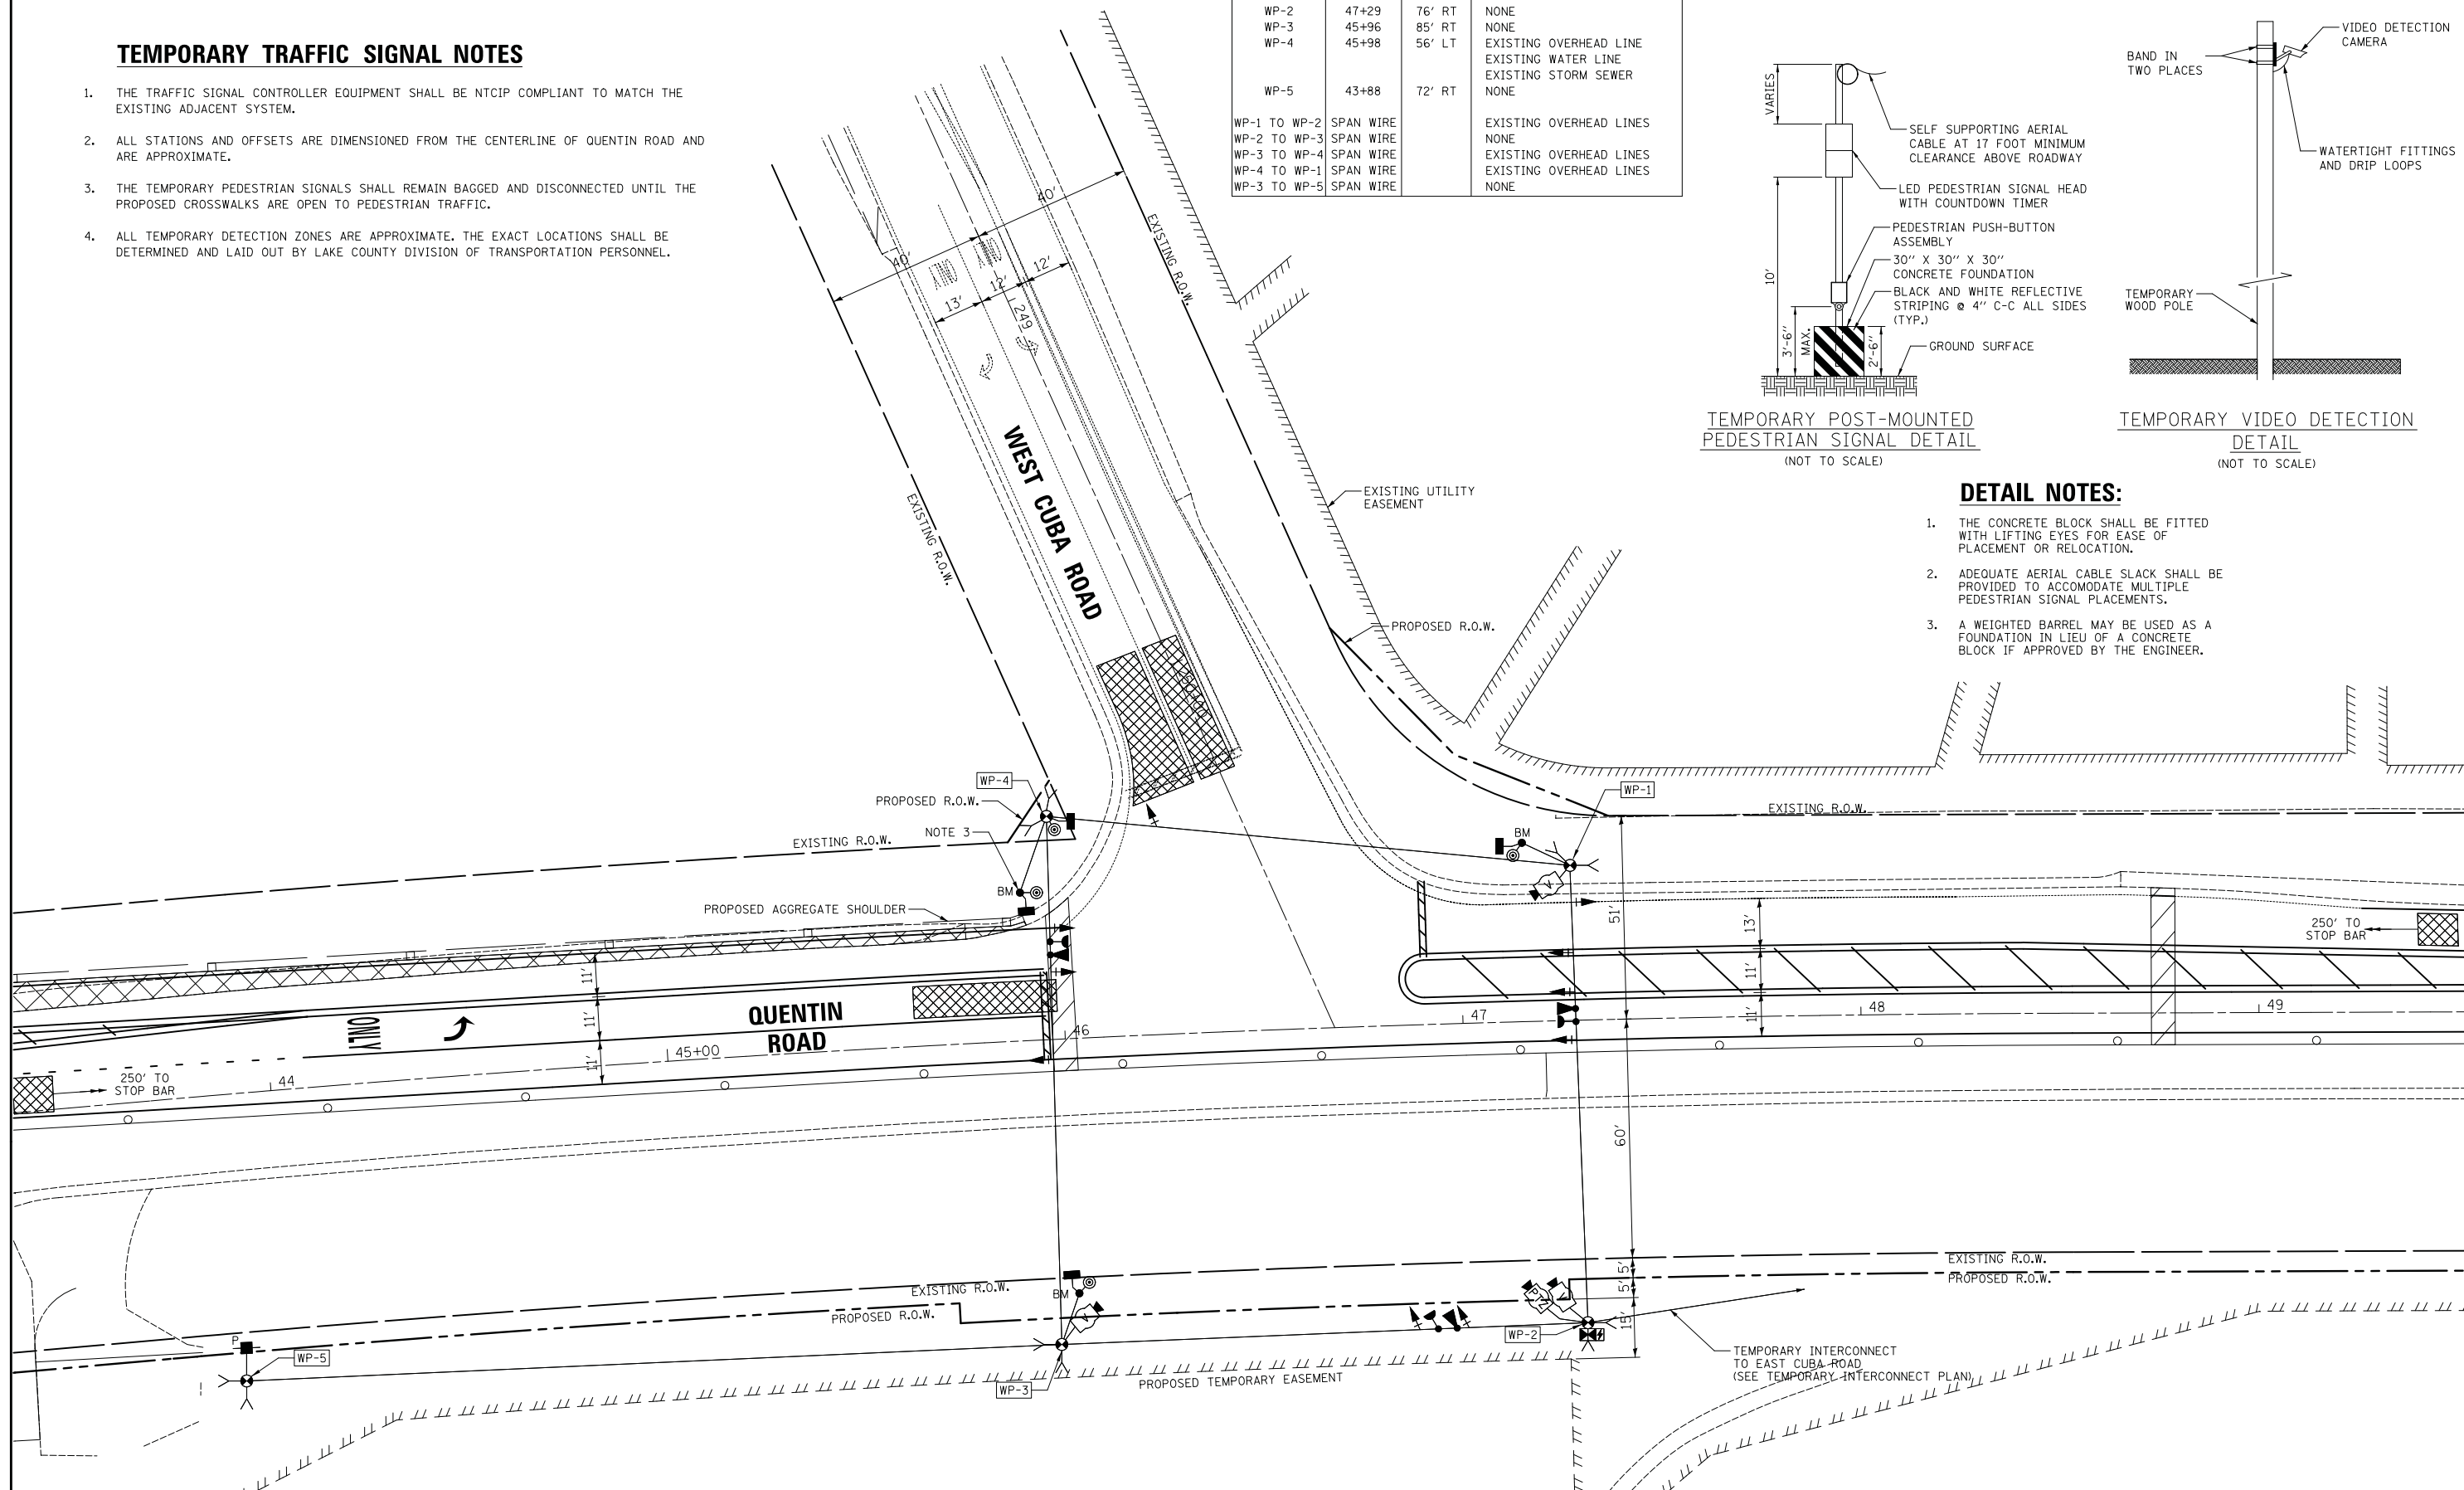 TEMPORARY TRAFFIC SIGNAL NOTES
1. THE TRAFFIC SIGNAL CONTROLLER EQUIPMENT SHALL BE NTCIP COMPLIANT TO MATCH THE
EXISTING ADJACENT SYSTEM.
2. ALL STATIONS AND OFFSETS ARE DIMENSIONED FROM THE CENTERLINE OF QUENTIN ROAD AND
ARE APPROXIMATE.
3. THE TEMPORARY PEDESTRIAN SIGNALS SHALL REMAIN BAGGED AND DISCONNECTED UNTIL THE
PROPOSED CROSSWALKS ARE OPEN TO PEDESTRIAN TRAFFIC.
4. ALL TEMPORARY DETECTION ZONES ARE APPROXIMATE. THE EXACT LOCATIONS SHALL BE
DETERMINED AND LAID OUT BY LAKE COUNTY DIVISION OF TRANSPORTATION PERSONNEL.
WP-2 47+29 76' RT NONE
WP-3 45+96 85' RT NONE
WP-4 45+98 56' LT EXISTING OVERHEAD LINE
EXISTING WATER LINE
EXISTING STORM SEWER
WP-5 43+88 72' RT NONE
WP-1 TO WP-2 SPAN WIRE EXISTING OVERHEAD LINES
WP-2 TO WP-3 SPAN WIRE NONE
WP-3 TO WP-4 SPAN WIRE EXISTING OVERHEAD LINES
WP-4 TO WP-1 SPAN WIRE EXISTING OVERHEAD LINES
WP-3 TO WP-5 SPAN WIRE NONE
VARIES
10'
3'-6"
MAX.
2'-6"
SELF SUPPORTING AERIAL
CABLE AT 17 FOOT MINIMUM
CLEARANCE ABOVE ROADWAY
LED PEDESTRIAN SIGNAL HEAD
WITH COUNTDOWN TIMER
PEDESTRIAN PUSH-BUTTON
ASSEMBLY
30" X 30" X 30"
CONCRETE FOUNDATION
BLACK AND WHITE REFLECTIVE
STRIPING @ 4" C-C ALL SIDES
(TYP.)
GROUND SURFACE
TEMPORARY POST-MOUNTED
PEDESTRIAN SIGNAL DETAIL
(NOT TO SCALE)
VIDEO DETECTION
CAMERA
BAND IN
TWO PLACES
WATERTIGHT FITTINGS
AND DRIP LOOPS
TEMPORARY
WOOD POLE
TEMPORARY VIDEO DETECTION
DETAIL
(NOT TO SCALE)
DETAIL NOTES:
1. THE CONCRETE BLOCK SHALL BE FITTED
WITH LIFTING EYES FOR EASE OF
PLACEMENT OR RELOCATION.
2. ADEQUATE AERIAL CABLE SLACK SHALL BE
PROVIDED TO ACCOMODATE MULTIPLE
PEDESTRIAN SIGNAL PLACEMENTS.
3. A WEIGHTED BARREL MAY BE USED AS A
FOUNDATION IN LIEU OF A CONCRETE
BLOCK IF APPROVED BY THE ENGINEER.
40'
40'
ONLY
ONLY
13'
12'
12'
249
EXISTING R.O.W.
WEST CUBA ROAD
EXISTING R.O.W.
EXISTING UTILITY
EASEMENT
PROPOSED R.O.W.
WP-4
PROPOSED R.O.W.
NOTE 3
EXISTING R.O.W.
BM
PROPOSED AGGREGATE SHOULDER
WP-1
BM
V
EXISTING R.O.W.
51'
13'
11'
11'
250' TO
STOP BAR
11'
11'
11'
ONLY
QUENTIN
ROAD
250' TO
STOP BAR
44
45+00
46
47
48
49
60'
5'
5'
15'
EXISTING R.O.W.
PROPOSED R.O.W.
EXISTING R.O.W.
PROPOSED R.O.W.
BM
V
PTZ
V
P
WP-5
WP-3
WP-2
PROPOSED TEMPORARY EASEMENT
TEMPORARY INTERCONNECT
TO EAST CUBA ROAD
(SEE TEMPORARY INTERCONNECT PLAN)